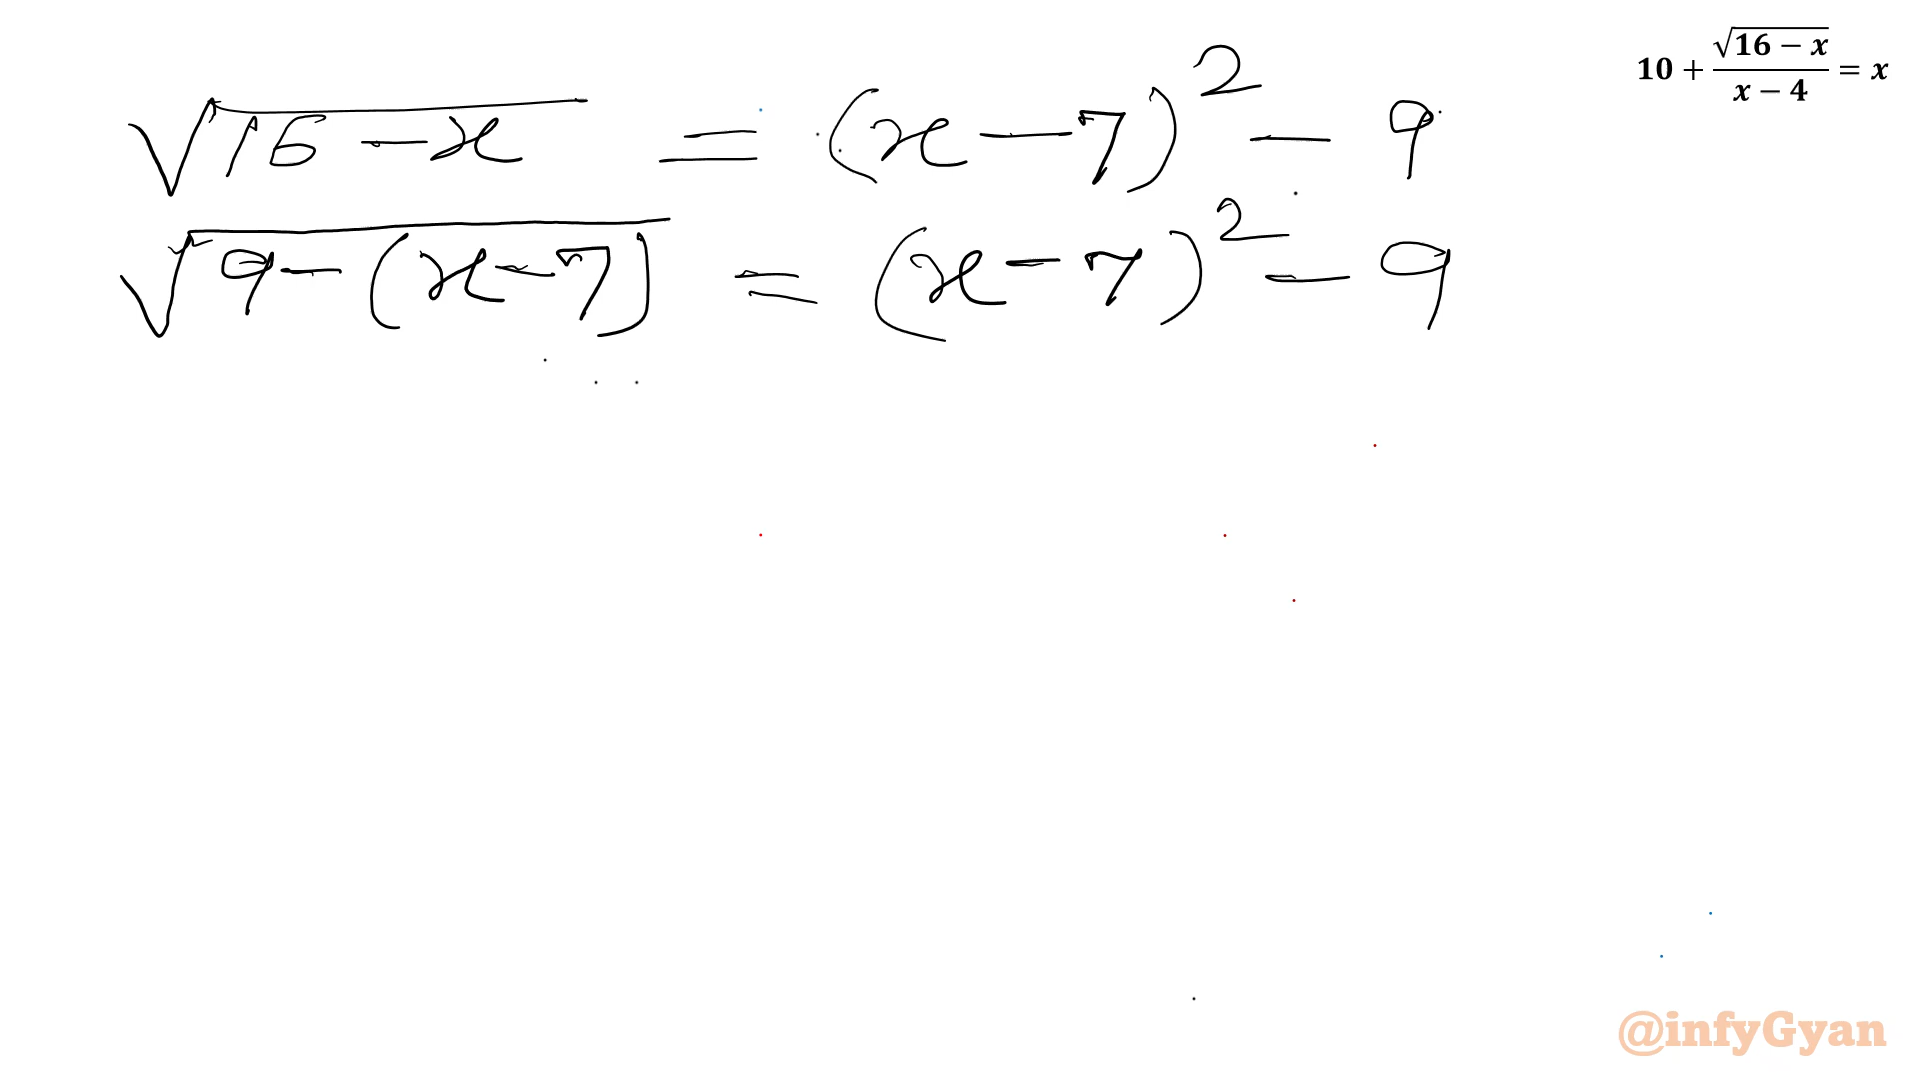 10 + √(16 − x) / (x − 4) = x
√(16 − x) = (x − 7)² − 9
√(9 − (x − 7)) = (x − 7)² − 9
@infyGyan